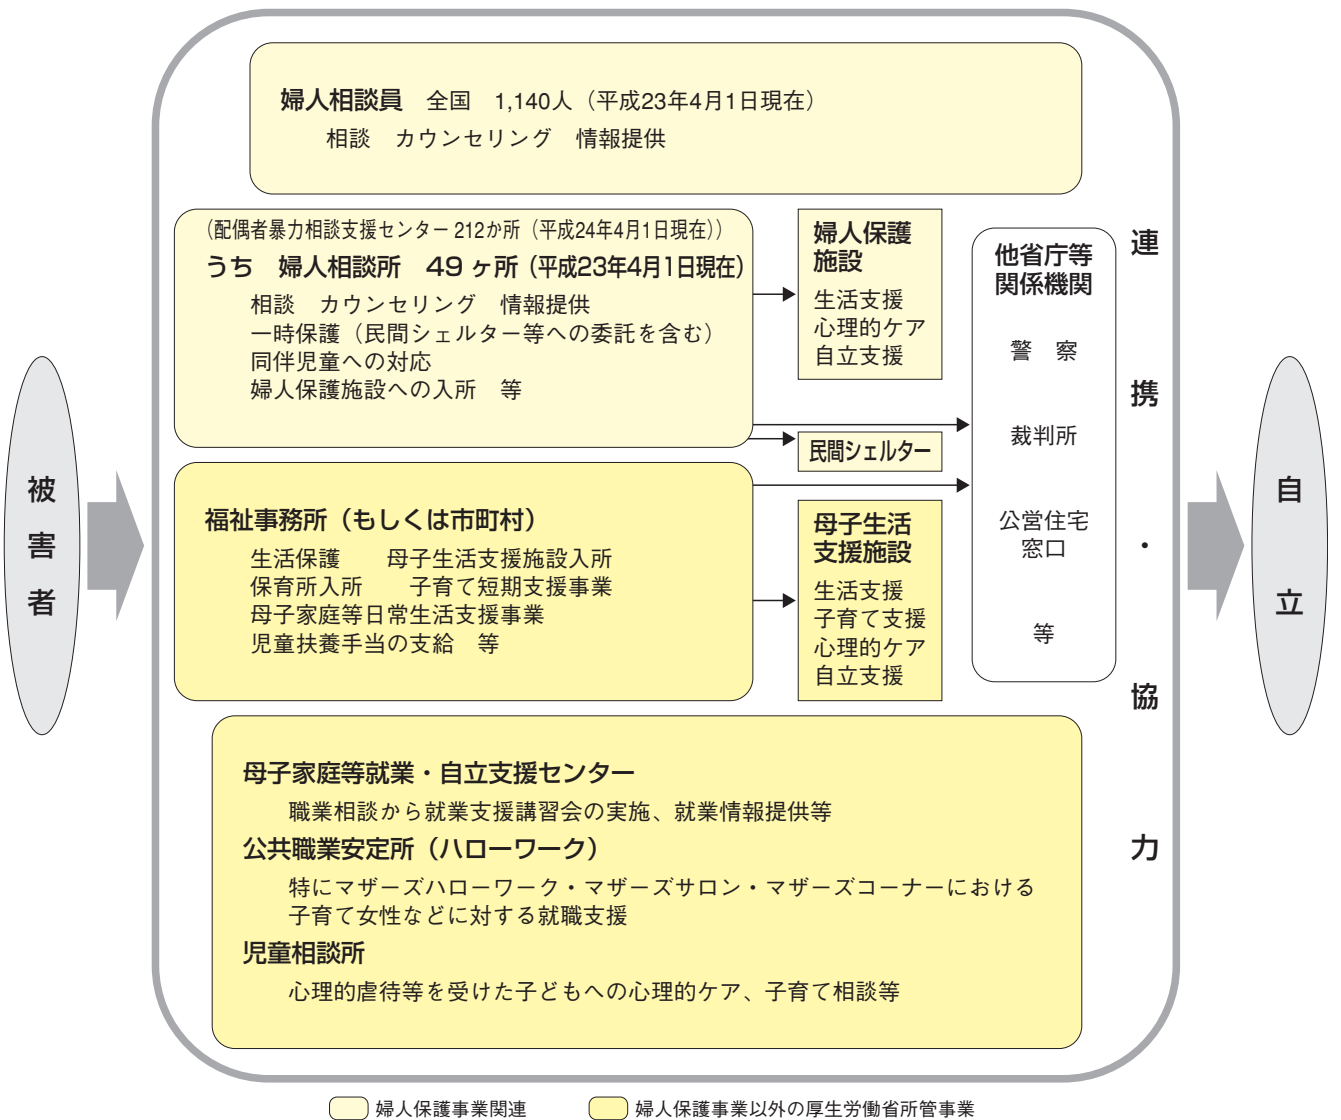 婦人相談員　全国　1,140人（平成23年4月1日現在）
相談　カウンセリング　情報提供
（配偶者暴力相談支援センター 212か所（平成24年4月1日現在））
うち　婦人相談所　49ヶ所（平成23年4月1日現在）
相談　カウンセリング　情報提供
一時保護（民間シェルター等への委託を含む）
同伴児童への対応
婦人保護施設への入所　等
婦人保護
施設
生活支援
心理的ケア
自立支援
民間シェルター
他省庁等
関係機関
警　察
裁判所
公営住宅
窓口
等
福祉事務所（もしくは市町村）
生活保護　　母子生活支援施設入所
保育所入所　　子育て短期支援事業
母子家庭等日常生活支援事業
児童扶養手当の支給　等
母子生活
支援施設
生活支援
子育て支援
心理的ケア
自立支援
母子家庭等就業・自立支援センター
職業相談から就業支援講習会の実施、就業情報提供等
公共職業安定所（ハローワーク）
特にマザーズハローワーク・マザーズサロン・マザーズコーナーにおける
子育て女性などに対する就職支援
児童相談所
心理的虐待等を受けた子どもへの心理的ケア、子育て相談等
連携・協力
被害者
自立
婦人保護事業関連
婦人保護事業以外の厚生労働省所管事業